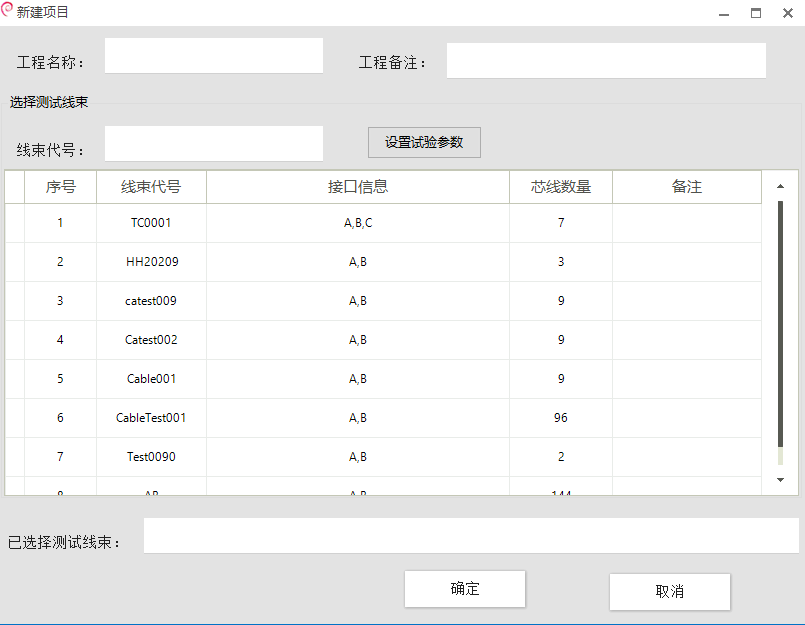 新建项目
工程名称： 工程备注：
选择测试线束
线束代号： 设置试验参数
序号 线束代号 接口信息 芯线数量 备注
1 TC0001 A,B,C 7
2 HH20209 A,B 3
3 catest009 A,B 9
4 Catest002 A,B 9
5 Cable001 A,B 9
6 CableTest001 A,B 96
7 Test0090 A,B 2
8 AB A,B 144
已选择测试线束：
确定 取消